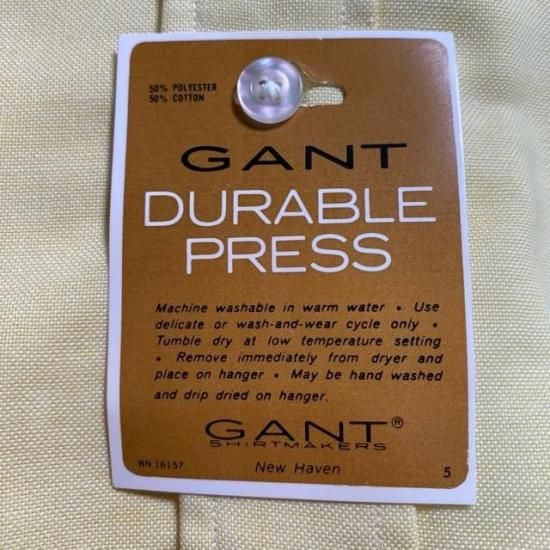 50% POLYESTER
50% COTTON
GANT
DURABLE
PRESS
Machine washable in warm water • Use
delicate or wash-and-wear cycle only •
Tumble dry at low temperature setting
• Remove immediately from dryer and
place on hanger • May be hand washed
and drip dried on hanger.
GANT®
SHIRTMAKERS
RN 16157 New Haven 5